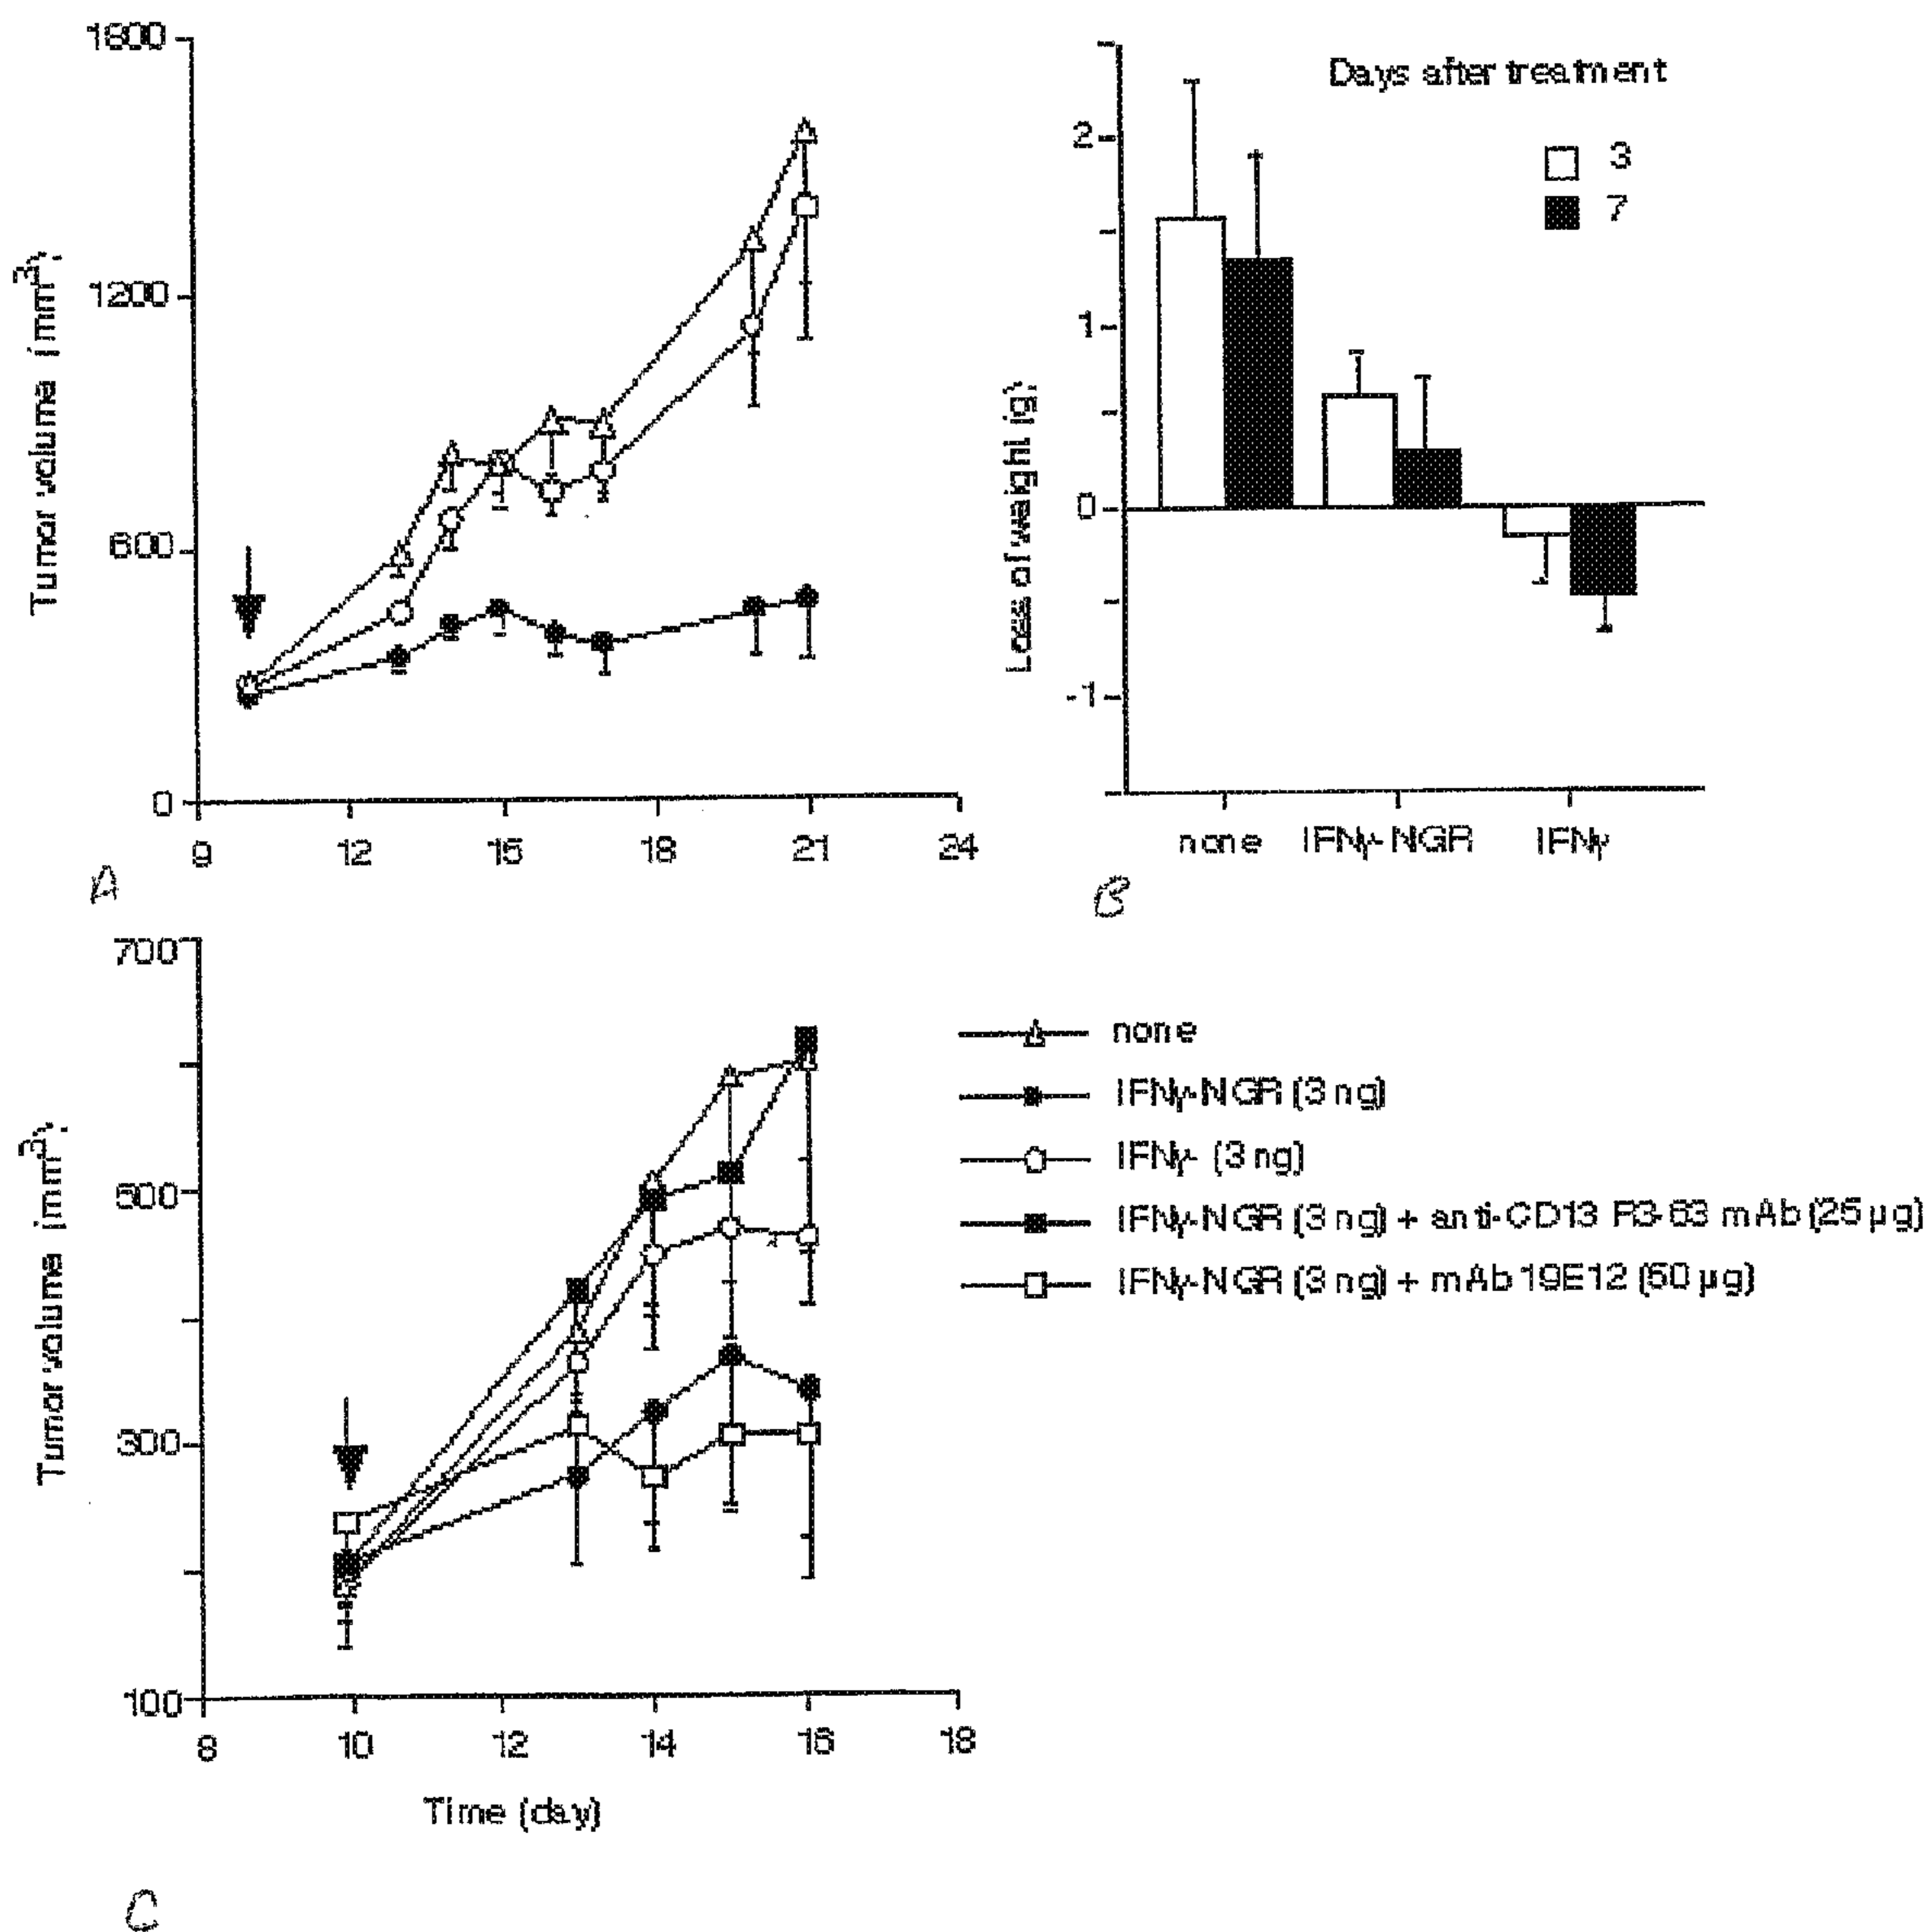 Tumor volume (mm³)
1800
1200
600
0
9 12 15 18 21 24
A
Loss of weight (g)
Days after treatment
3
7
2
1
0
-1
none IFNγ-NGR IFNγ
B
Tumor volume (mm³)
700
500
300
100
8 10 12 14 16 18
Time (day)
none
IFNγ-NGR (3 ng)
IFNγ (3 ng)
IFNγ-NGR (3 ng) + anti-CD13 R3-63 mAb (25 µg)
IFNγ-NGR (3 ng) + mAb 19E12 (50 µg)
C